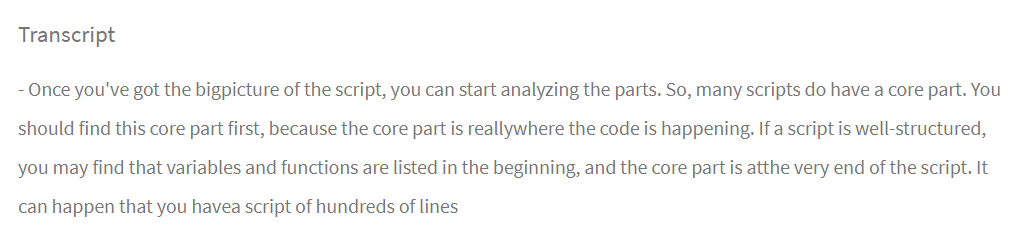 Transcript
- Once you've got the bigpicture of the script, you can start analyzing the parts. So, many scripts do have a core part. You
should find this core part first, because the core part is reallywhere the code is happening. If a script is well-structured,
you may find that variables and functions are listed in the beginning, and the core part is atthe very end of the script. It
can happen that you havea script of hundreds of lines